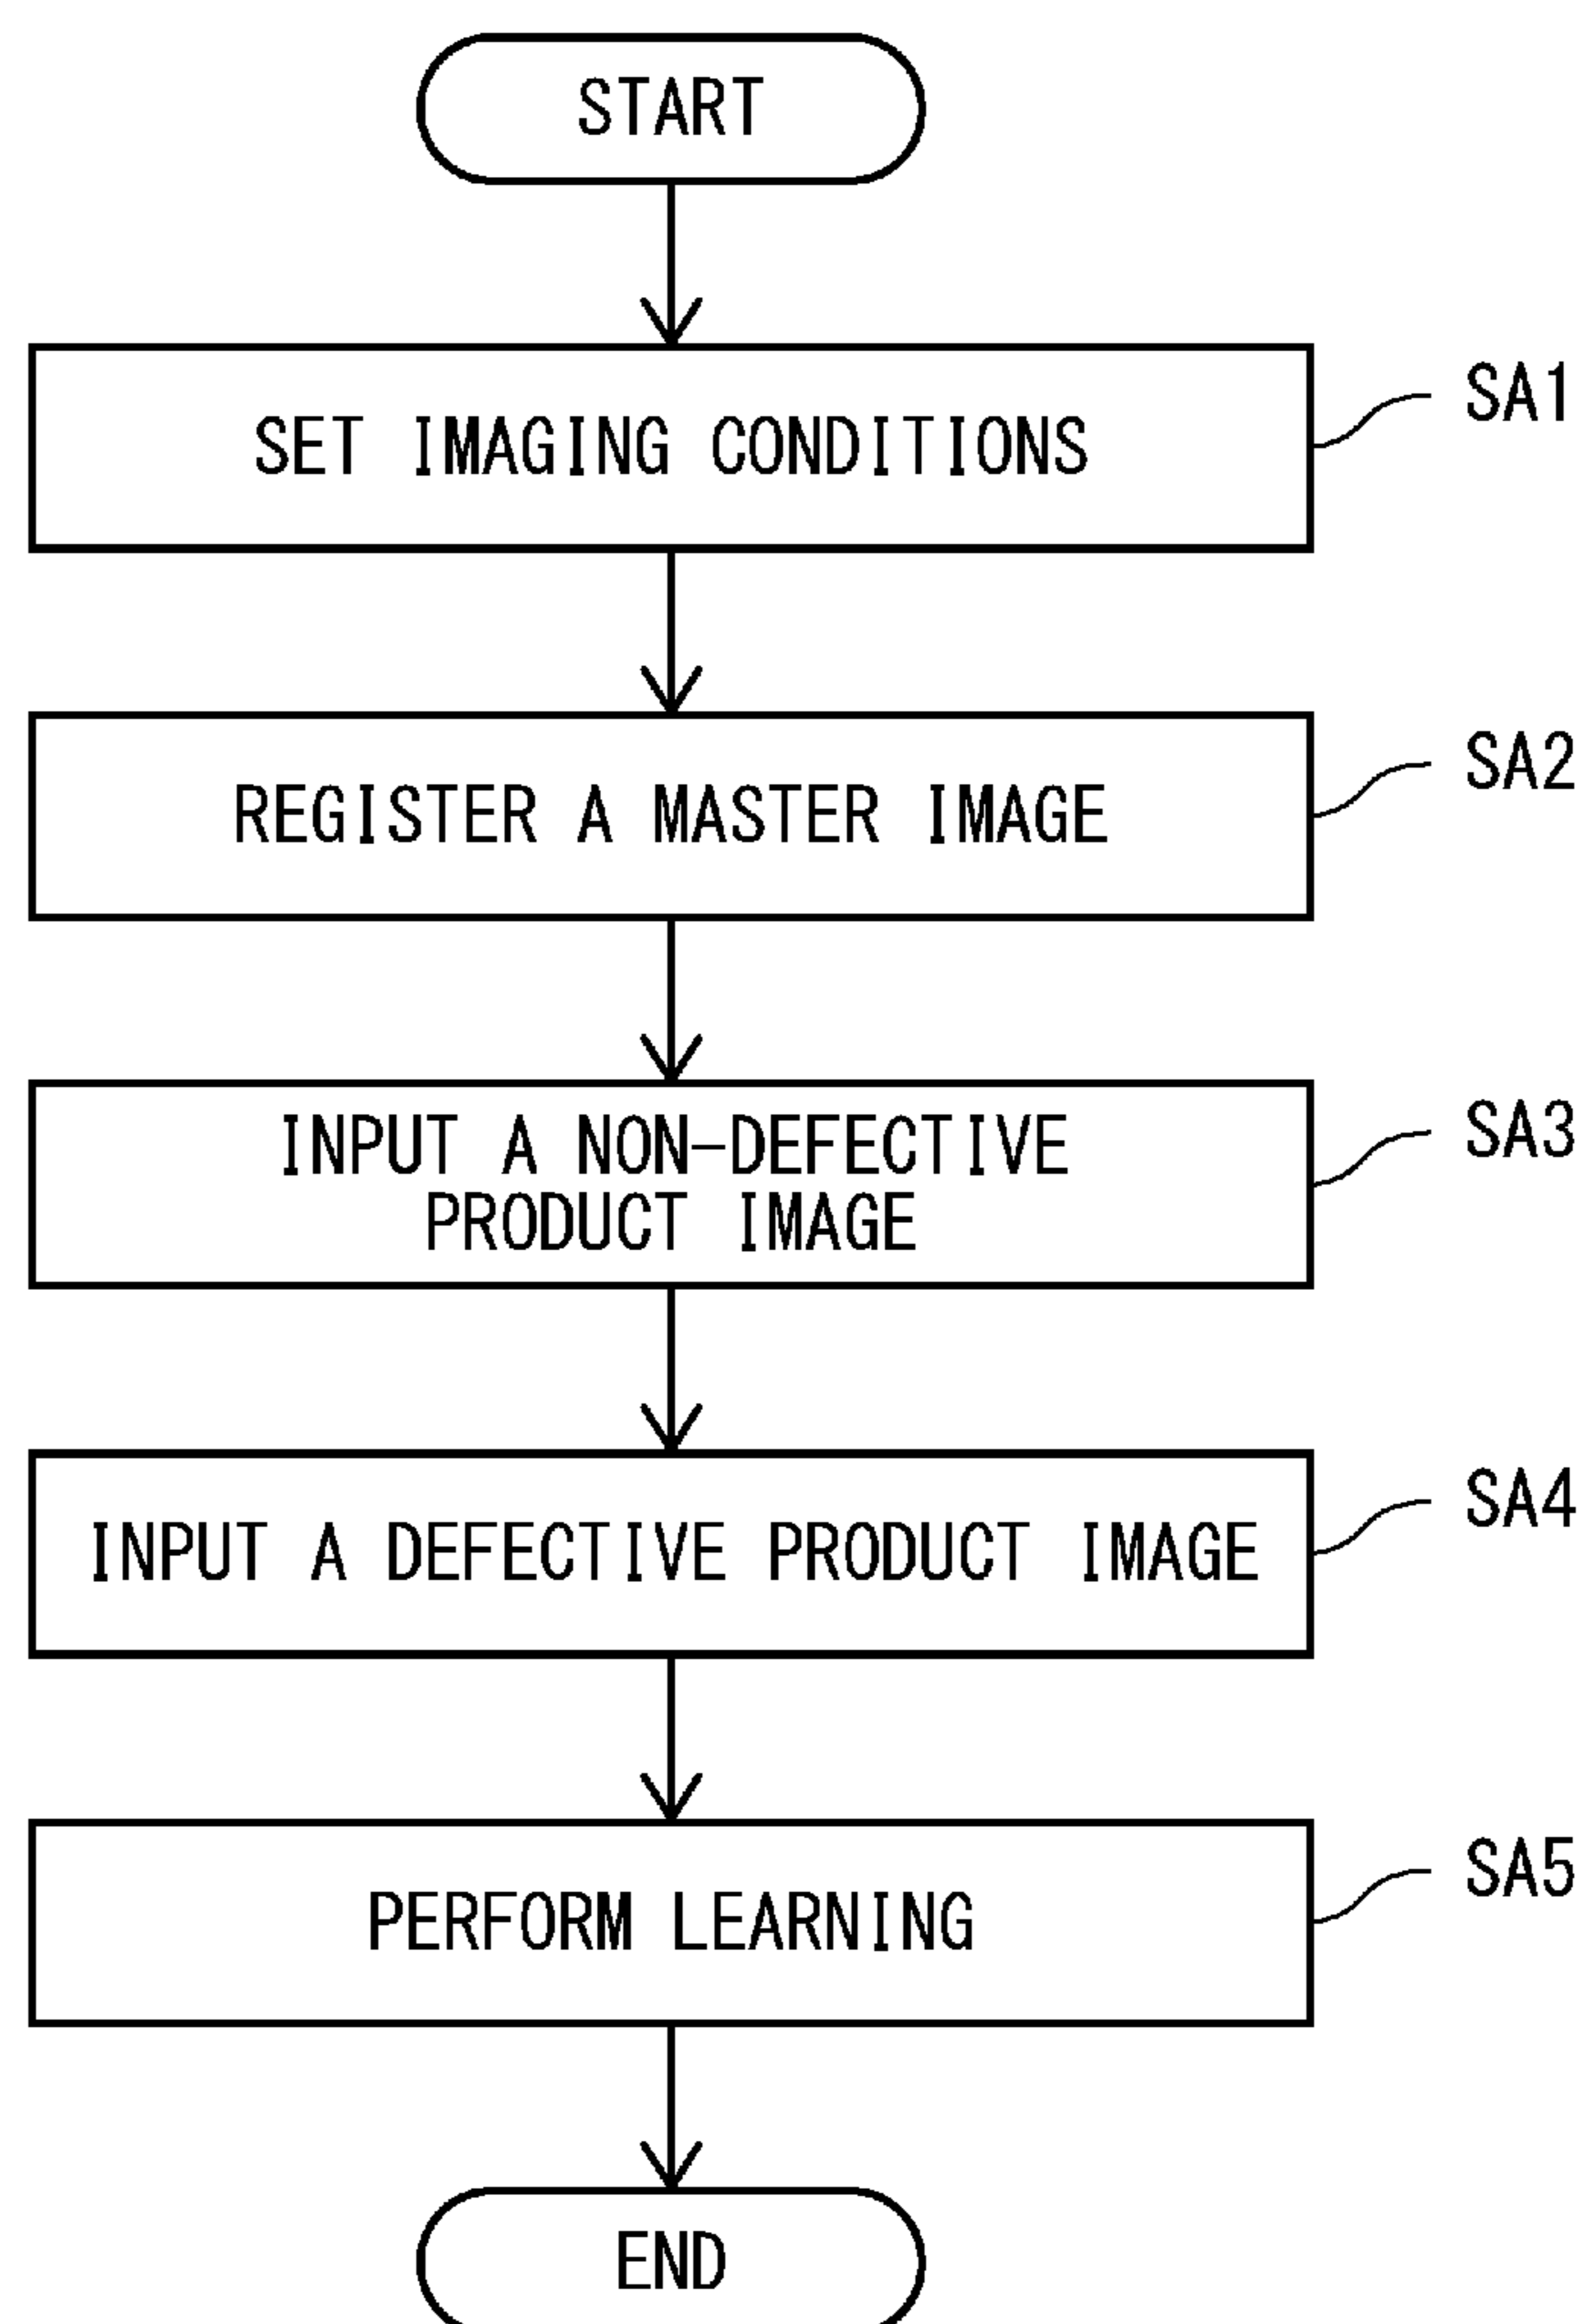 START
SET IMAGING CONDITIONS
SA1
REGISTER A MASTER IMAGE
SA2
INPUT A NON-DEFECTIVE
PRODUCT IMAGE
SA3
INPUT A DEFECTIVE PRODUCT IMAGE
SA4
PERFORM LEARNING
SA5
END